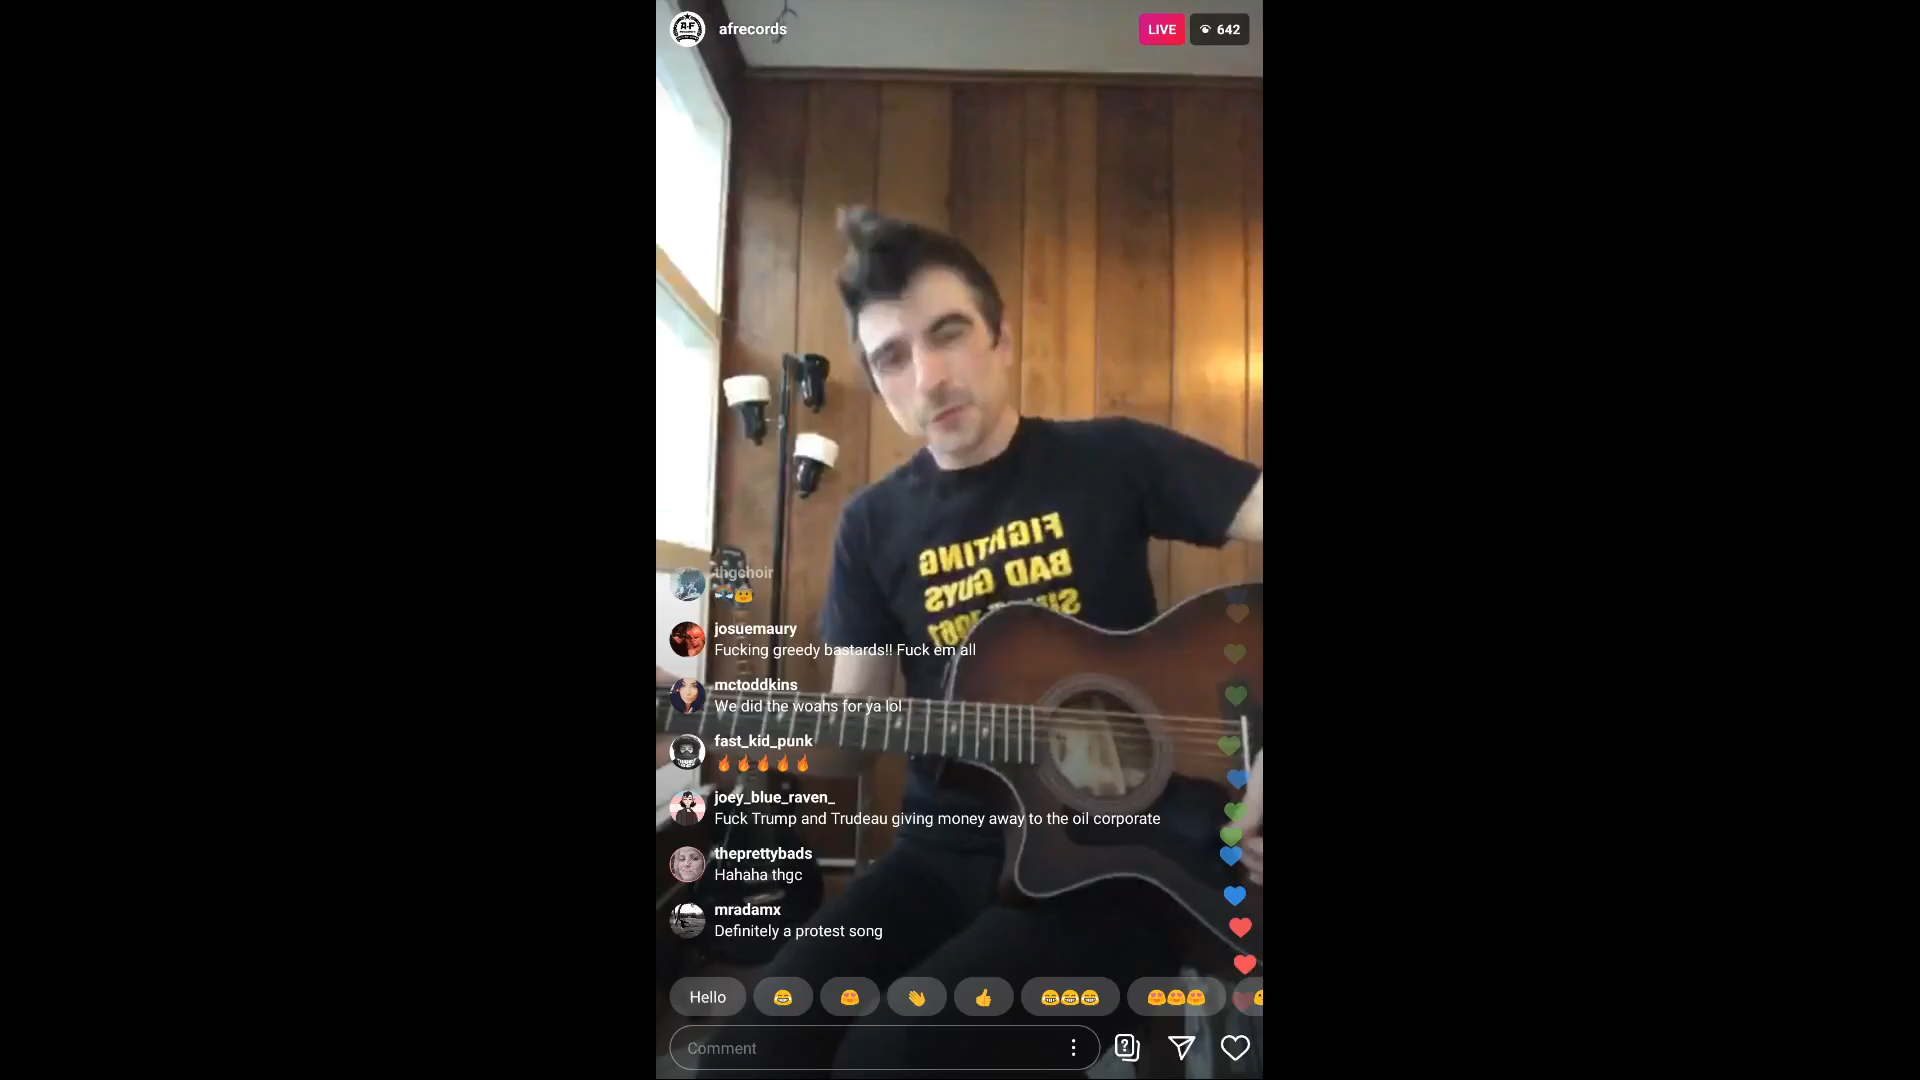 afrecords
LIVE
642
FIGHTING
BAD GUYS
thgchoir
josuemaury
Fucking greedy bastards!! Fuck em all
mctoddkins
We did the woahs for ya lol
fast_kid_punk
joey_blue_raven_
Fuck Trump and Trudeau giving money away to the oil corporate
theprettybads
Hahaha thgc
mradamx
Definitely a protest song
Hello
Comment